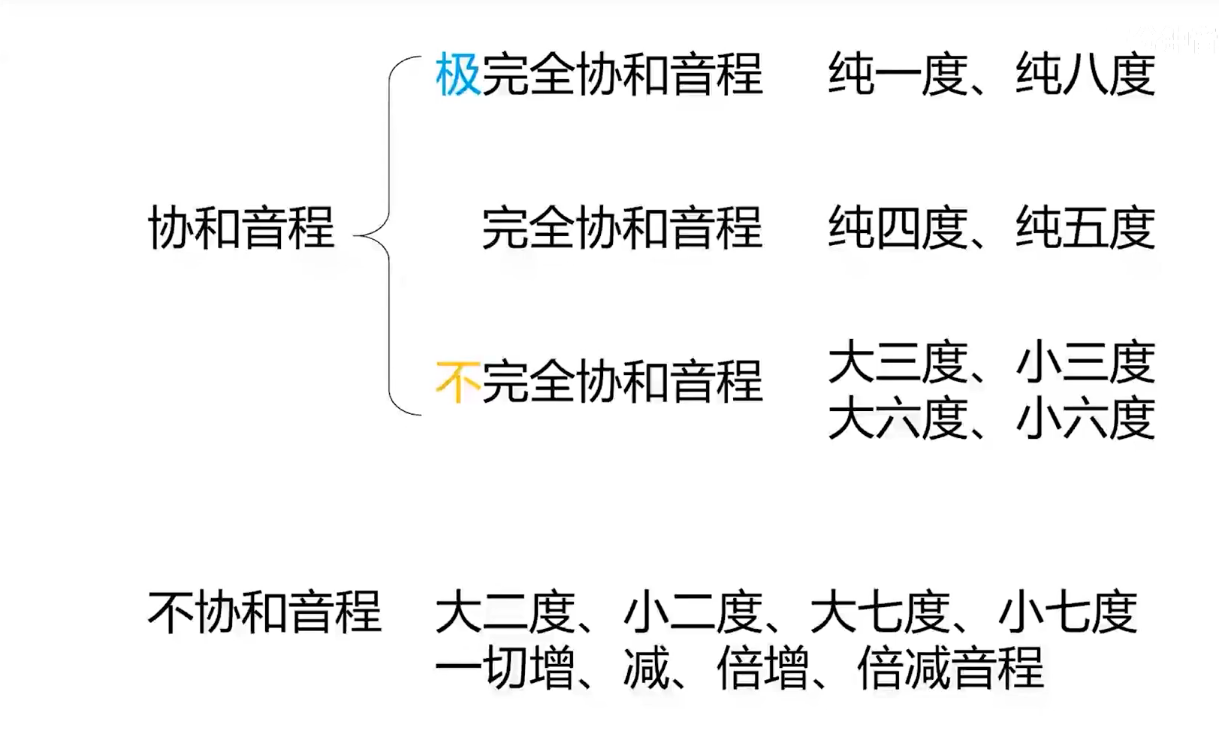 极完全协和音程 纯一度、纯八度
协和音程 完全协和音程 纯四度、纯五度
不完全协和音程 大三度、小三度
大六度、小六度
不协和音程 大二度、小二度、大七度、小七度
一切增、减、倍增、倍减音程